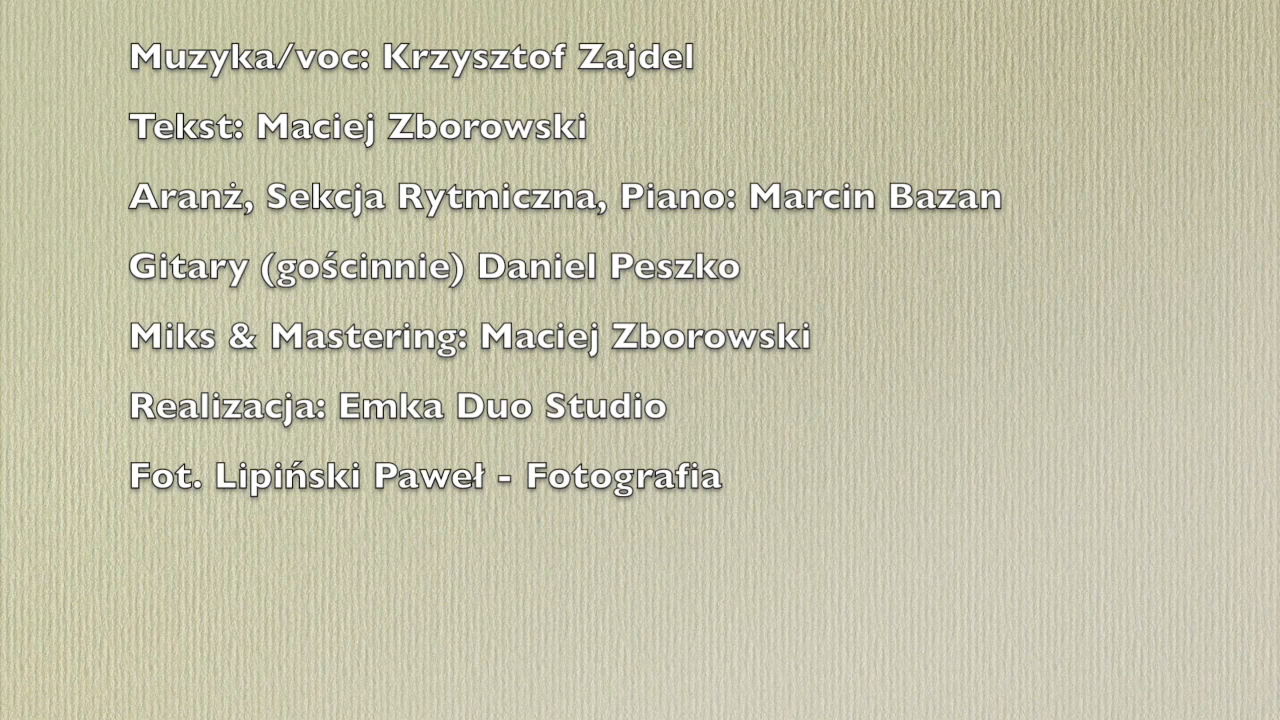 Muzyka/voc: Krzysztof Zajdel
Tekst: Maciej Zborowski
Aranż, Sekcja Rytmiczna, Piano: Marcin Bazan
Gitary (gościnnie) Daniel Peszko
Miks & Mastering: Maciej Zborowski
Realizacja: Emka Duo Studio
Fot. Lipiński Paweł - Fotografia